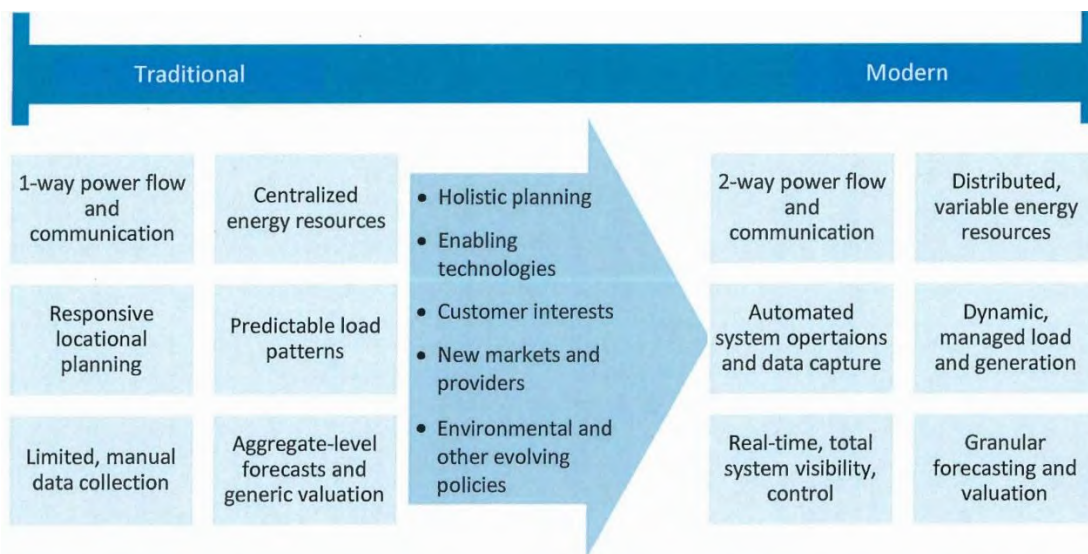 Traditional
Modern
1-way power flow
and
communication
Centralized
energy resources
Responsive
locational
planning
Predictable load
patterns
Limited, manual
data collection
Aggregate-level
forecasts and
generic valuation
• Holistic planning
• Enabling
technologies
• Customer interests
• New markets and
providers
• Environmental and
other evolving
policies
2-way power flow
and
communication
Distributed,
variable energy
resources
Automated
system opertaions
and data capture
Dynamic,
managed load
and generation
Real-time, total
system visibility,
control
Granular
forecasting and
valuation